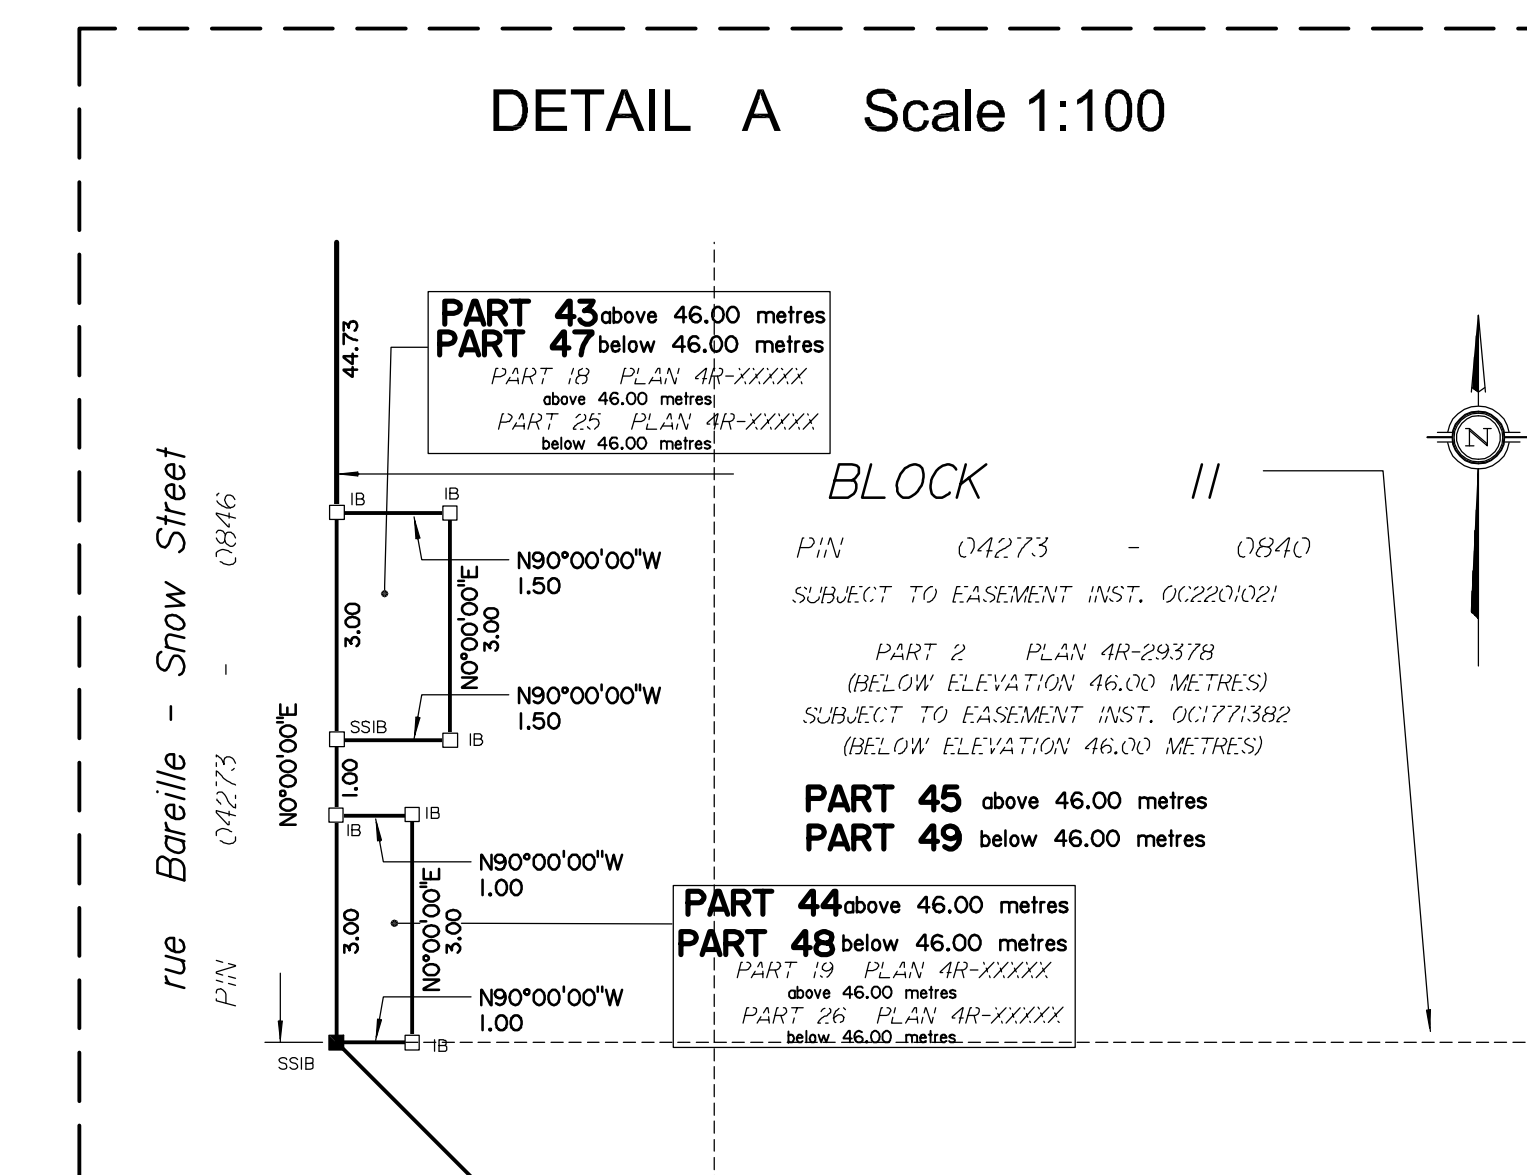 DETAIL A Scale 1:100
PART 43 above 46.00 metres
PART 47 below 46.00 metres
PART 18 PLAN 4R-XXXXX
above 46.00 metres
PART 25 PLAN 4R-XXXXX
below 46.00 metres
44.73
BLOCK 11
PIN 04273 - 0840
SUBJECT TO EASEMENT INST. OC2201021
PART 2 PLAN 4R-29378
(BELOW ELEVATION 46.00 METRES)
SUBJECT TO EASEMENT INST. OC1771382
(BELOW ELEVATION 46.00 METRES)
PART 45 above 46.00 metres
PART 49 below 46.00 metres
N
rue Bareille - Snow Street
PIN 04273 - 0846
N0°00'00"E
IB
IB
N90°00'00"W
1.50
3.00
N0°00'00"E
3.00
N90°00'00"W
1.50
SSIB
IB
1.00
IB
IB
N90°00'00"W
1.00
3.00
N0°00'00"E
3.00
N90°00'00"W
1.00
IB
SSIB
PART 44 above 46.00 metres
PART 48 below 46.00 metres
PART 19 PLAN 4R-XXXXX
above 46.00 metres
PART 26 PLAN 4R-XXXXX
below 46.00 metres